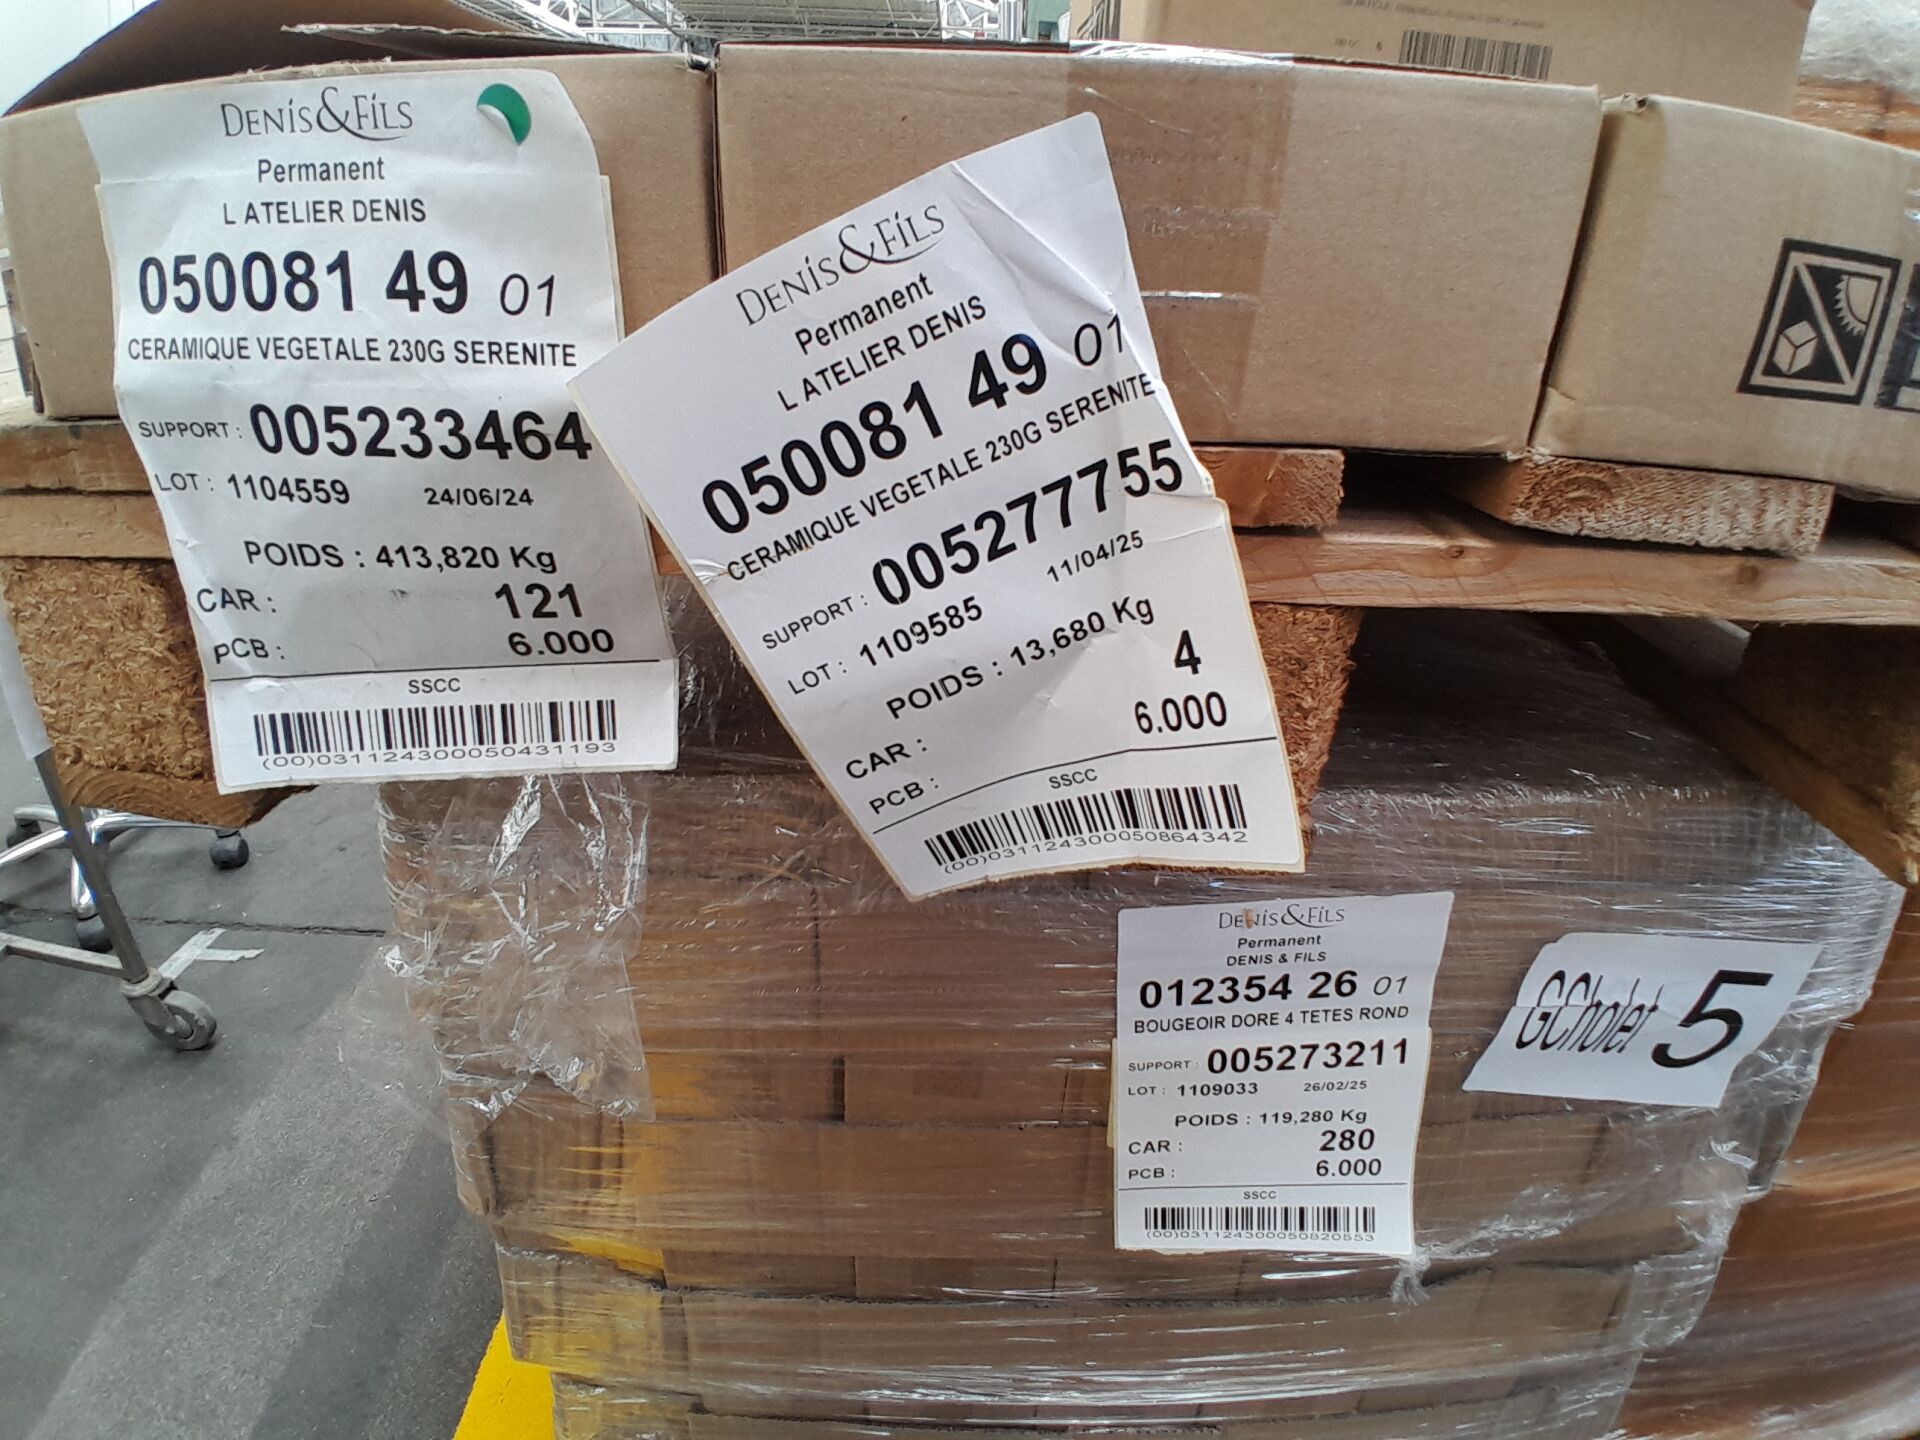 DENIS&FILS
Permanent
L ATELIER DENIS
050081 49 01
CERAMIQUE VEGETALE 230G SERENITE
SUPPORT : 005233464
LOT : 1104559 24/06/24
POIDS : 413,820 Kg
CAR : 121
PCB : 6.000
SSCC
(00)031124300050431193
DENIS&FILS
Permanent
L ATELIER DENIS
050081 49 01
CERAMIQUE VEGETALE 230G SERENITE
SUPPORT : 005277755
LOT : 1109585 11/04/25
POIDS : 13,680 Kg
CAR : 4
PCB : 6.000
SSCC
(00)031124300050864342
DENIS&FILS
Permanent
DENIS & FILS
012354 26 01
BOUGEOIR DORE 4 TETES ROND
SUPPORT : 005273211
LOT : 1109033 26/02/25
POIDS : 119,280 Kg
CAR : 280
PCB : 6.000
SSCC
(00)031124300050820553
GCholet 5